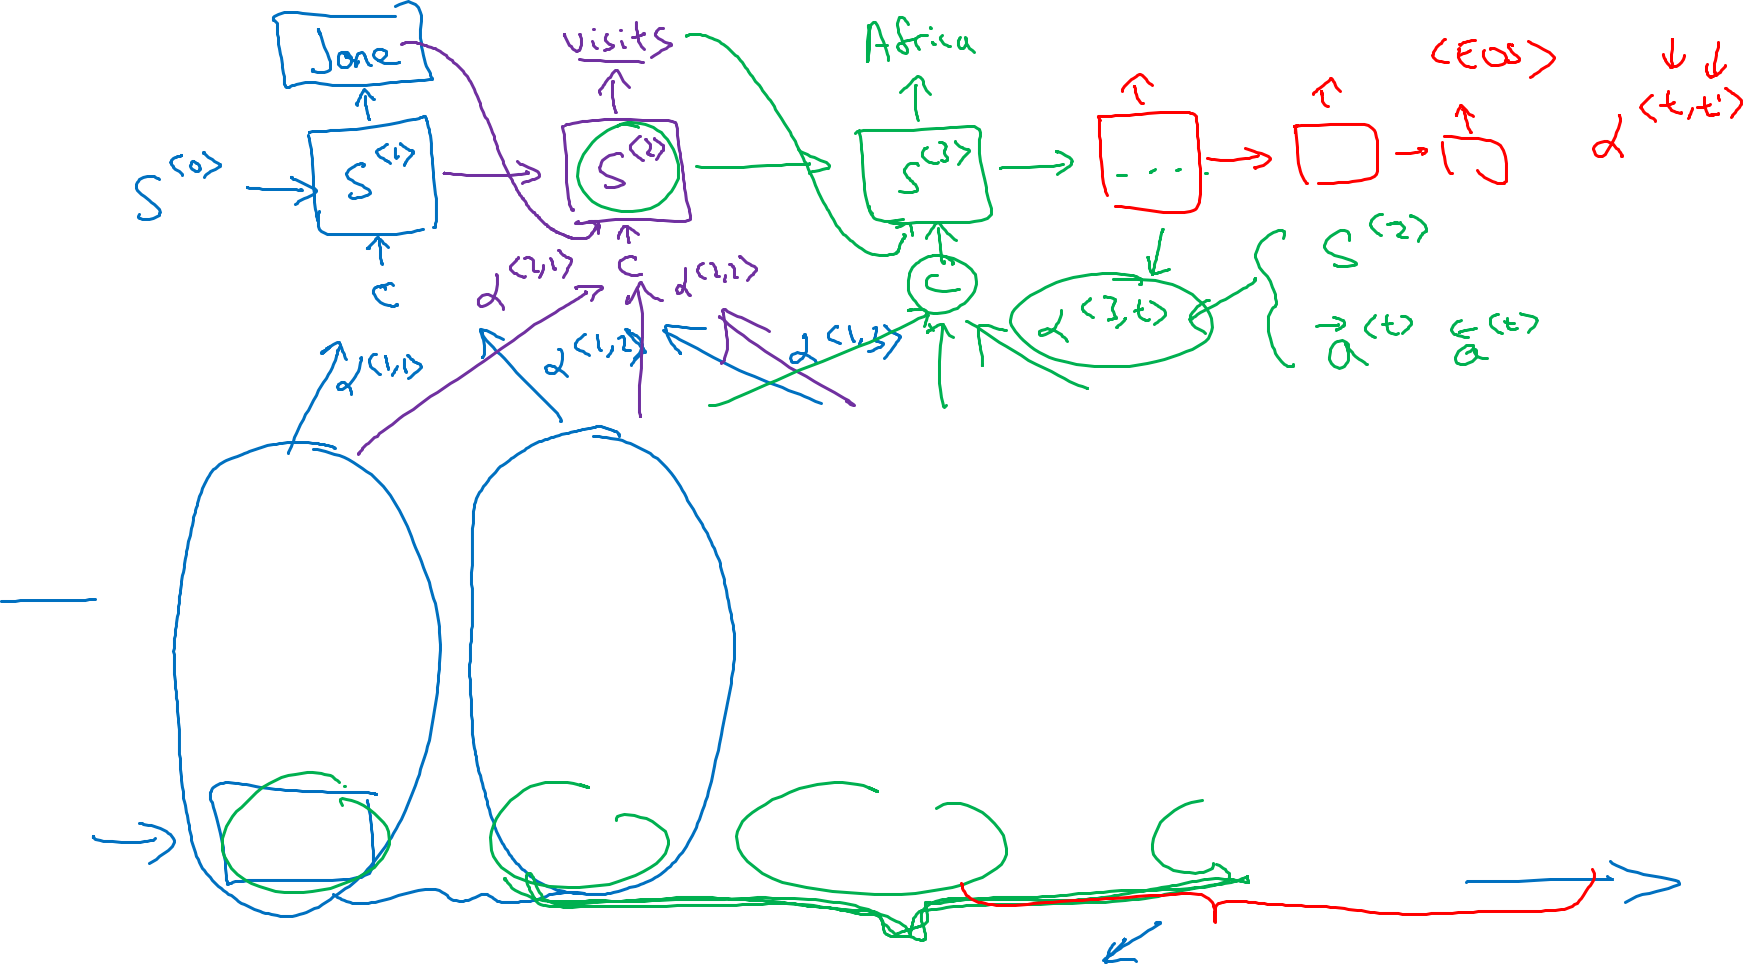 Jane visits Africa <EOS>
α<t,t'>
S<0> S<1> S<2> S<3> ....
S<2>
α<2,1> C α<2,2> C α<3,t>
C
→a<t> ←a<t>
α<1,1> α<1,2> α<1,3>